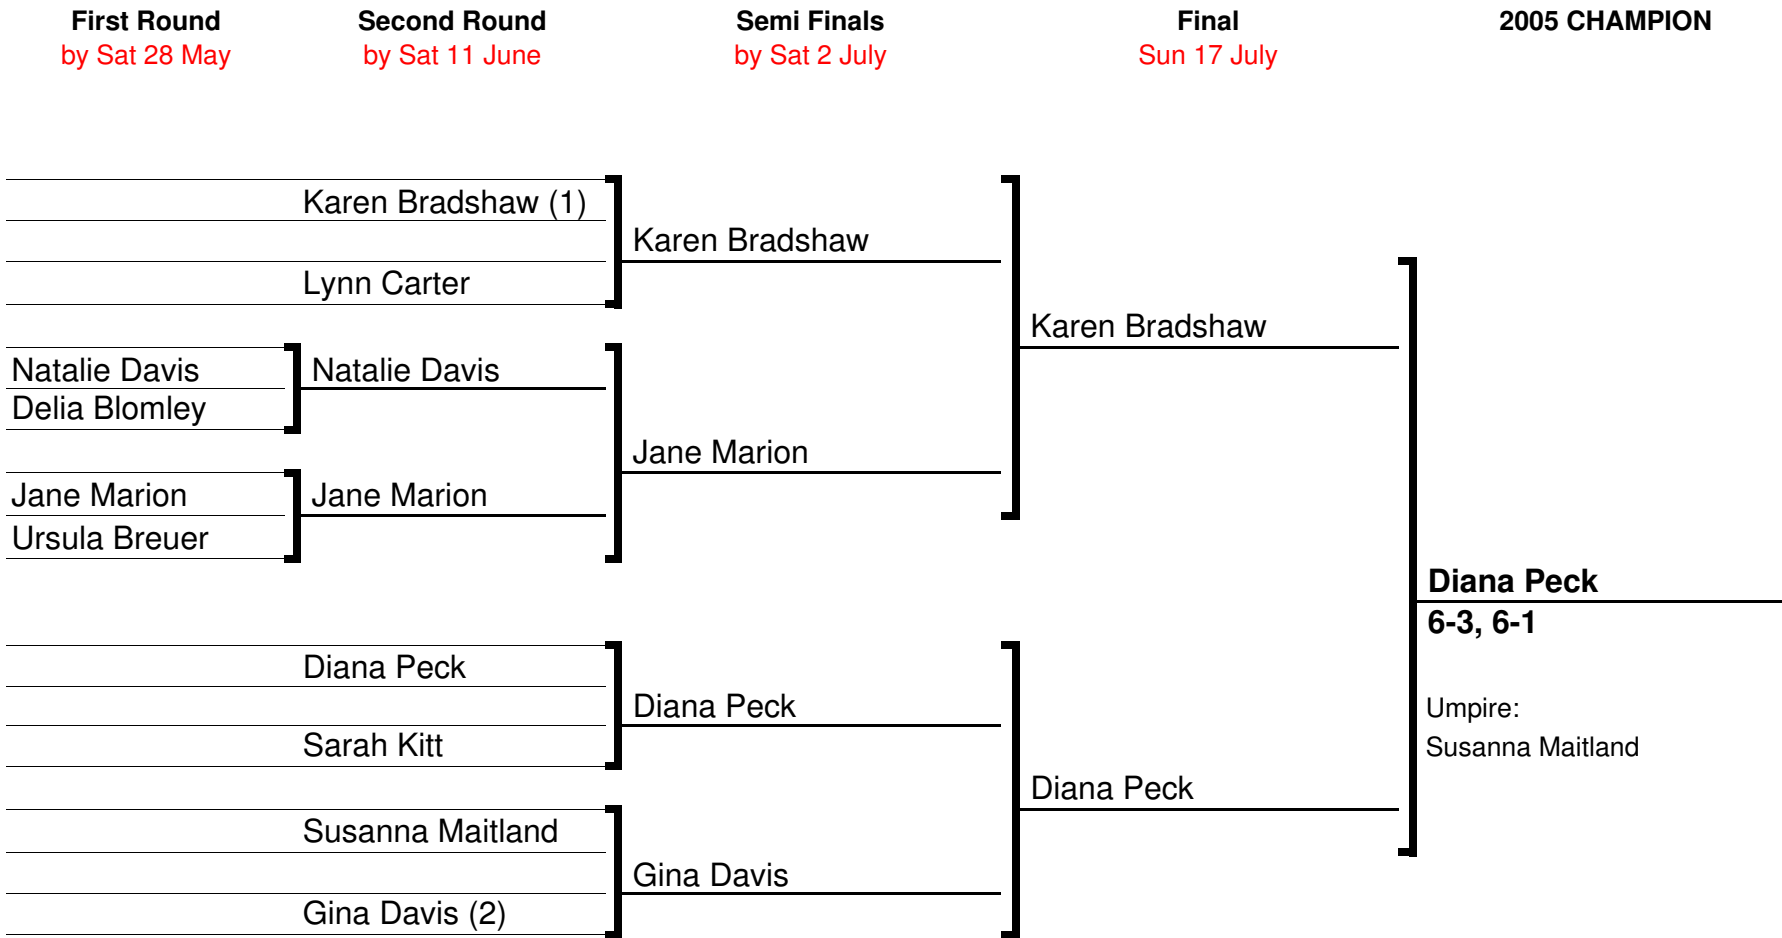 First Round
by Sat 28 May
Second Round
by Sat 11 June
Semi Finals
by Sat 2 July
Final
Sun 17 July
2005 CHAMPION
Karen Bradshaw (1)
Lynn Carter
Natalie Davis
Delia Blomley
Jane Marion
Ursula Breuer
Natalie Davis
Jane Marion
Diana Peck
Sarah Kitt
Susanna Maitland
Gina Davis (2)
Karen Bradshaw
Jane Marion
Diana Peck
Gina Davis
Karen Bradshaw
Diana Peck
Diana Peck
6-3, 6-1
Umpire:
Susanna Maitland